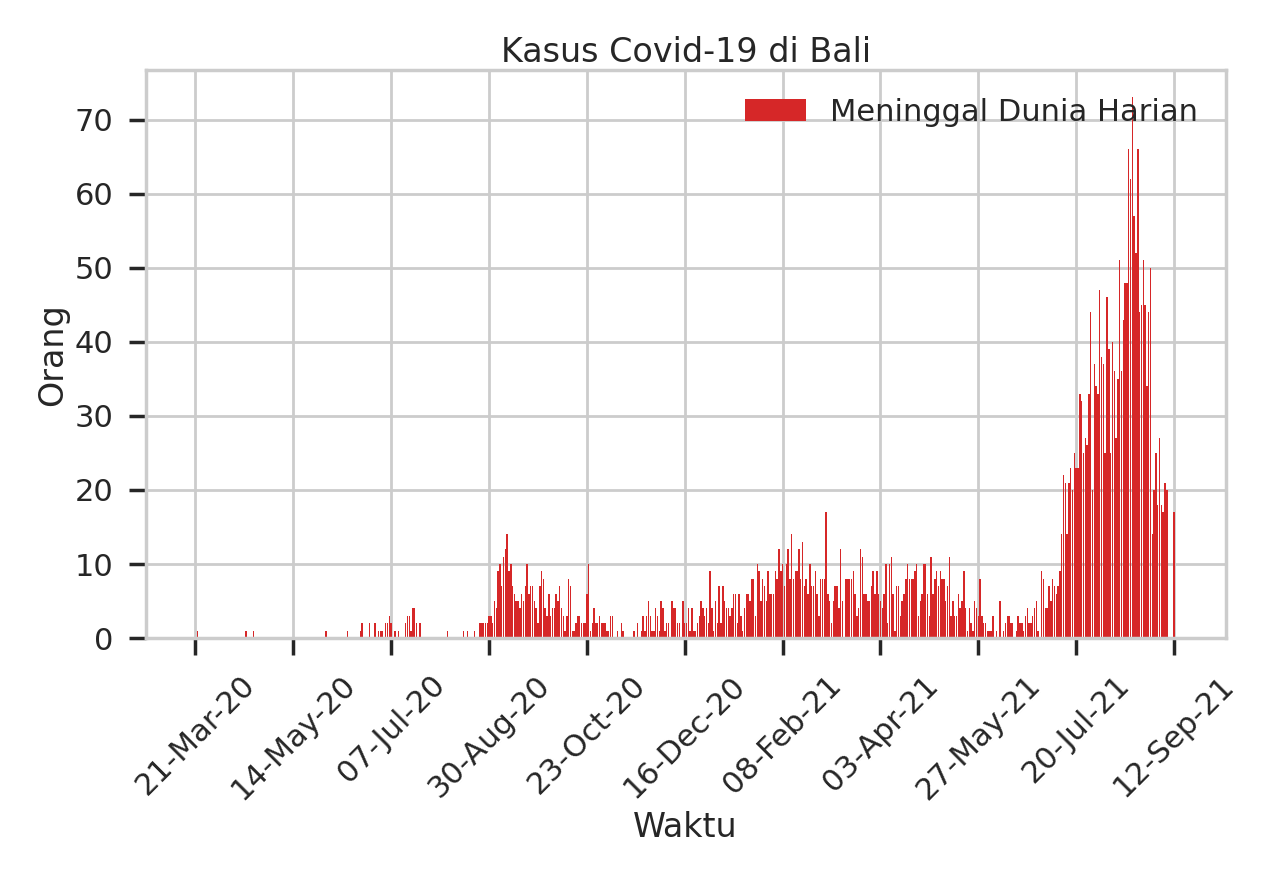 Kasus Covid-19 di Bali
Meninggal Dunia Harian
70
60
50
40
30
20
10
0
Orang
21-Mar-20
14-May-20
07-Jul-20
30-Aug-20
23-Oct-20
16-Dec-20
08-Feb-21
03-Apr-21
27-May-21
20-Jul-21
12-Sep-21
Waktu